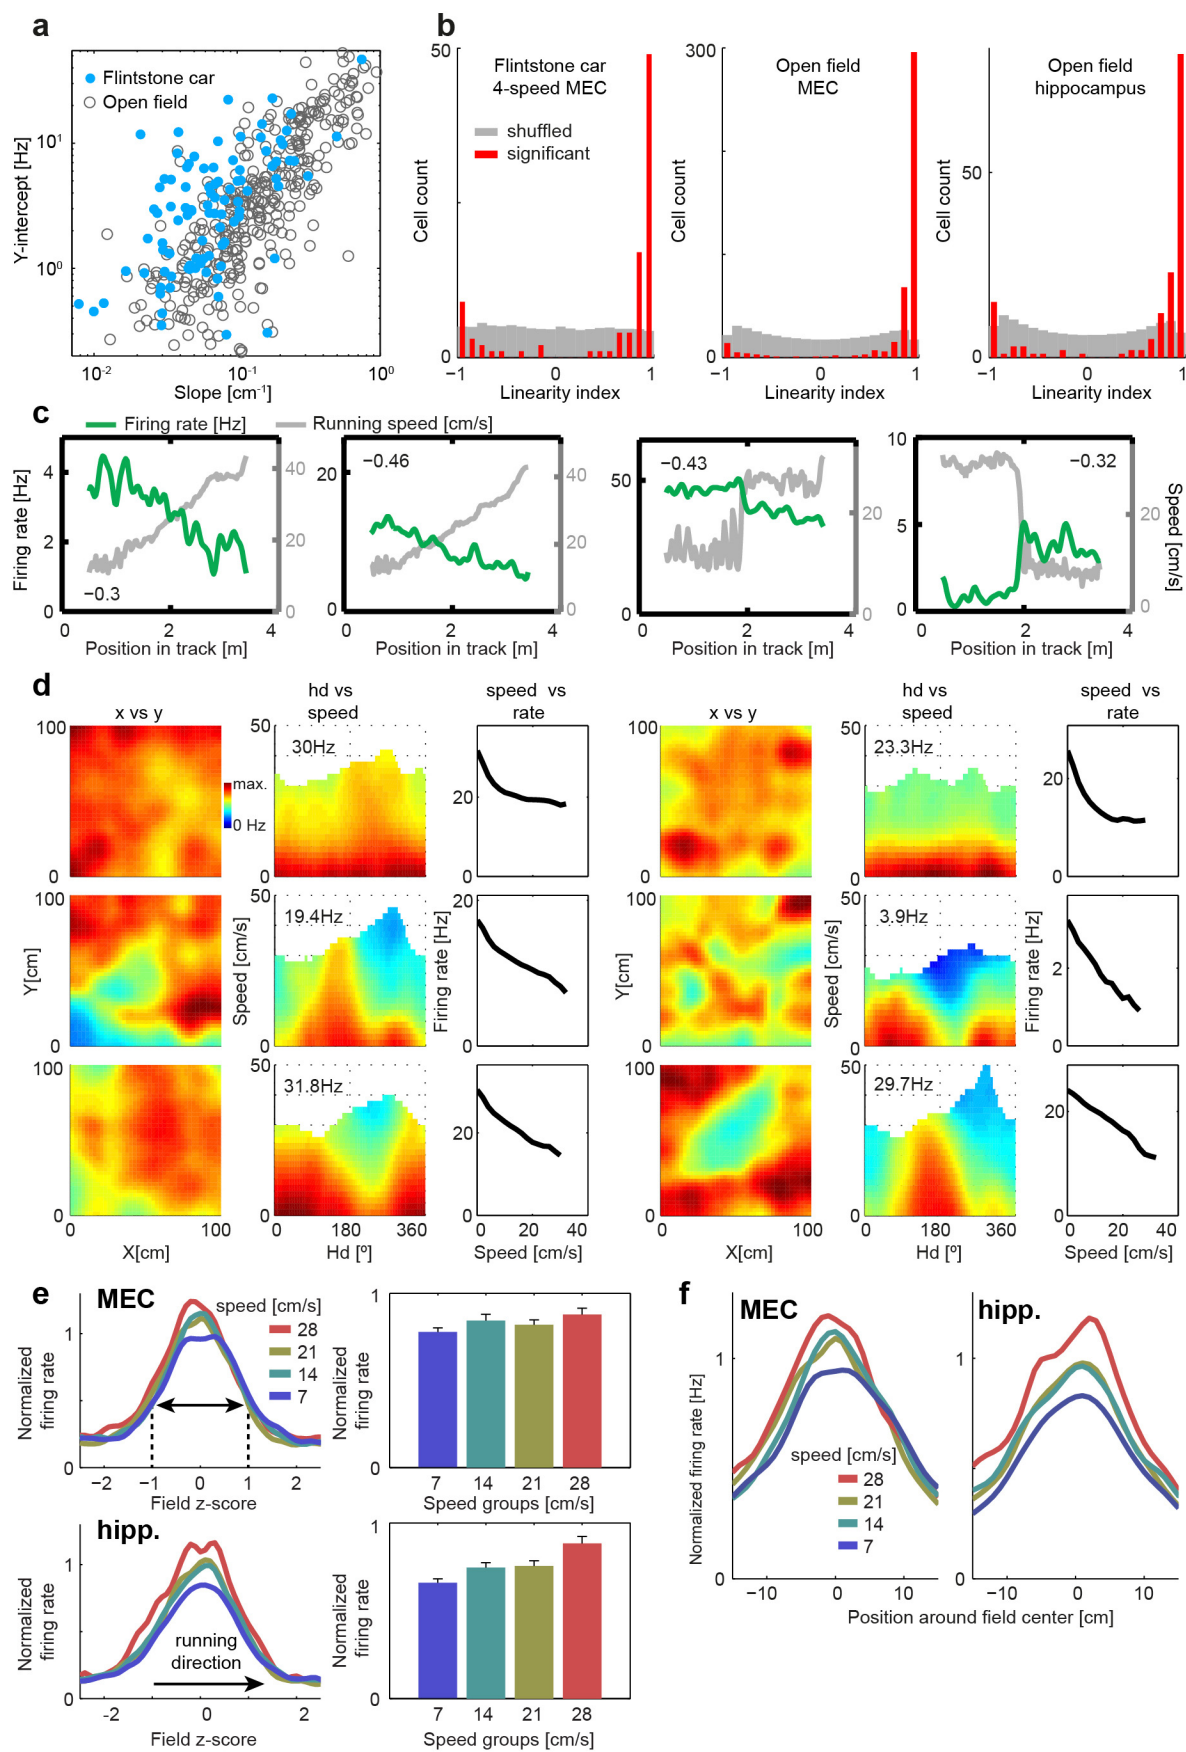 a
Flintstone car
Open field
Y-intercept [Hz]
10¹
10⁰
10⁻²
10⁻¹
10⁰
Slope [cm⁻¹]
b
50
Flintstone car
4-speed MEC
shuffled
significant
Cell count
0
−1
0
1
Linearity index
300
Open field
MEC
Cell count
0
−1
0
1
Linearity index
Open field
hippocampus
50
Cell count
0
−1
0
1
Linearity index
c
Firing rate [Hz]
Running speed [cm/s]
Firing rate [Hz]
4
2
0
−0.3
40
20
0
0
2
4
Position in track [m]
20
0
−0.46
40
20
0
0
2
4
Position in track [m]
50
0
−0.43
20
0
0
2
4
Position in track [m]
10
5
0
−0.32
20
0
Speed [cm/s]
0
2
4
Position in track [m]
d
x vs y
hd vs
speed
speed vs
rate
x vs y
hd vs
speed
speed vs
rate
100
0
max.
0 Hz
50
30Hz
0
20
0
100
0
50
23.3Hz
0
20
0
100
Y[cm]
0
Speed [cm/s]
50
19.4Hz
0
Firing rate [Hz]
20
10
0
100
Y[cm]
0
Speed [cm/s]
50
3.9Hz
0
Firing rate [Hz]
4
2
0
100
0
0
100
X[cm]
50
31.8Hz
0
0
180
360
Hd [º]
20
0
0
20
40
Speed [cm/s]
100
0
0
100
X[cm]
50
29.7Hz
0
0
180
360
Hd [º]
20
0
0
20
40
Speed [cm/s]
e
MEC
speed [cm/s]
28
21
14
7
Normalized
firing rate
1
0
−2
−1
0
1
2
Field z-score
Normalized
firing rate
1
0
7
14
21
28
Speed groups [cm/s]
hipp.
Normalized
firing rate
1
0
running
direction
-2
0
2
Field z-score
Normalized
firing rate
1
0
7
14
21
28
Speed groups [cm/s]
f
MEC
hipp.
Normalized firing rate [Hz]
1
0
speed [cm/s]
28
21
14
7
−10
0
10
1
0
−10
0
10
Position around field center [cm]